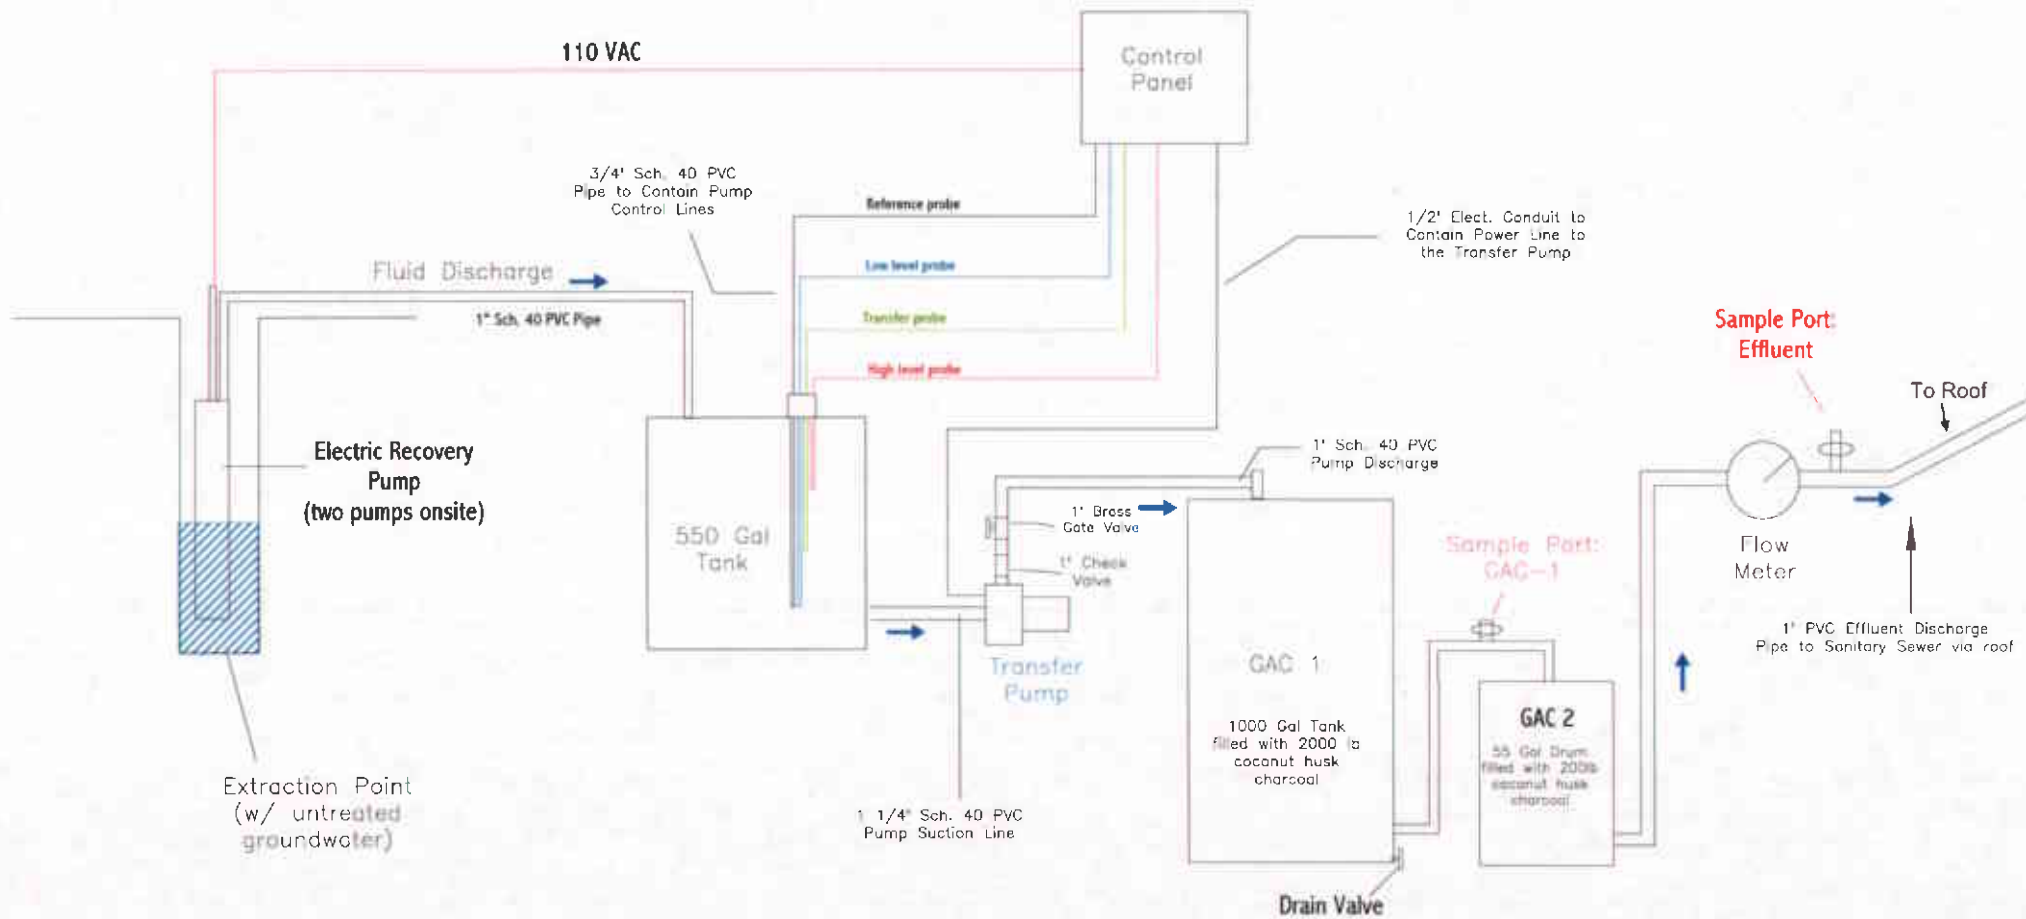 110 VAC
Control
Panel
3/4' Sch. 40 PVC
Pipe to Contain Pump
Control Lines
Reference probe
Low level probe
Transfer probe
High level probe
1/2' Elect. Conduit to
Contain Power Line to
the Transfer Pump
Fluid Discharge
1" Sch. 40 PVC Pipe
Sample Port:
Effluent
To Roof
Electric Recovery
Pump
(two pumps onsite)
1' Sch. 40 PVC
Pump Discharge
550 Gal
Tank
1' Brass
Gate Valve
1' Check
Valve
Sample Port:
GAC-1
Flow
Meter
1' PVC Effluent Discharge
Pipe to Sanitary Sewer via roof
Transfer
Pump
GAC 1
1000 Gal Tank
filled with 2000 lb
coconut husk
charcoal
GAC 2
55 Gal Drum
filled with 200lb
coconut husk
charcoal
Extraction Point
(w/ untreated
groundwater)
1 1/4" Sch. 40 PVC
Pump Suction Line
Drain Valve